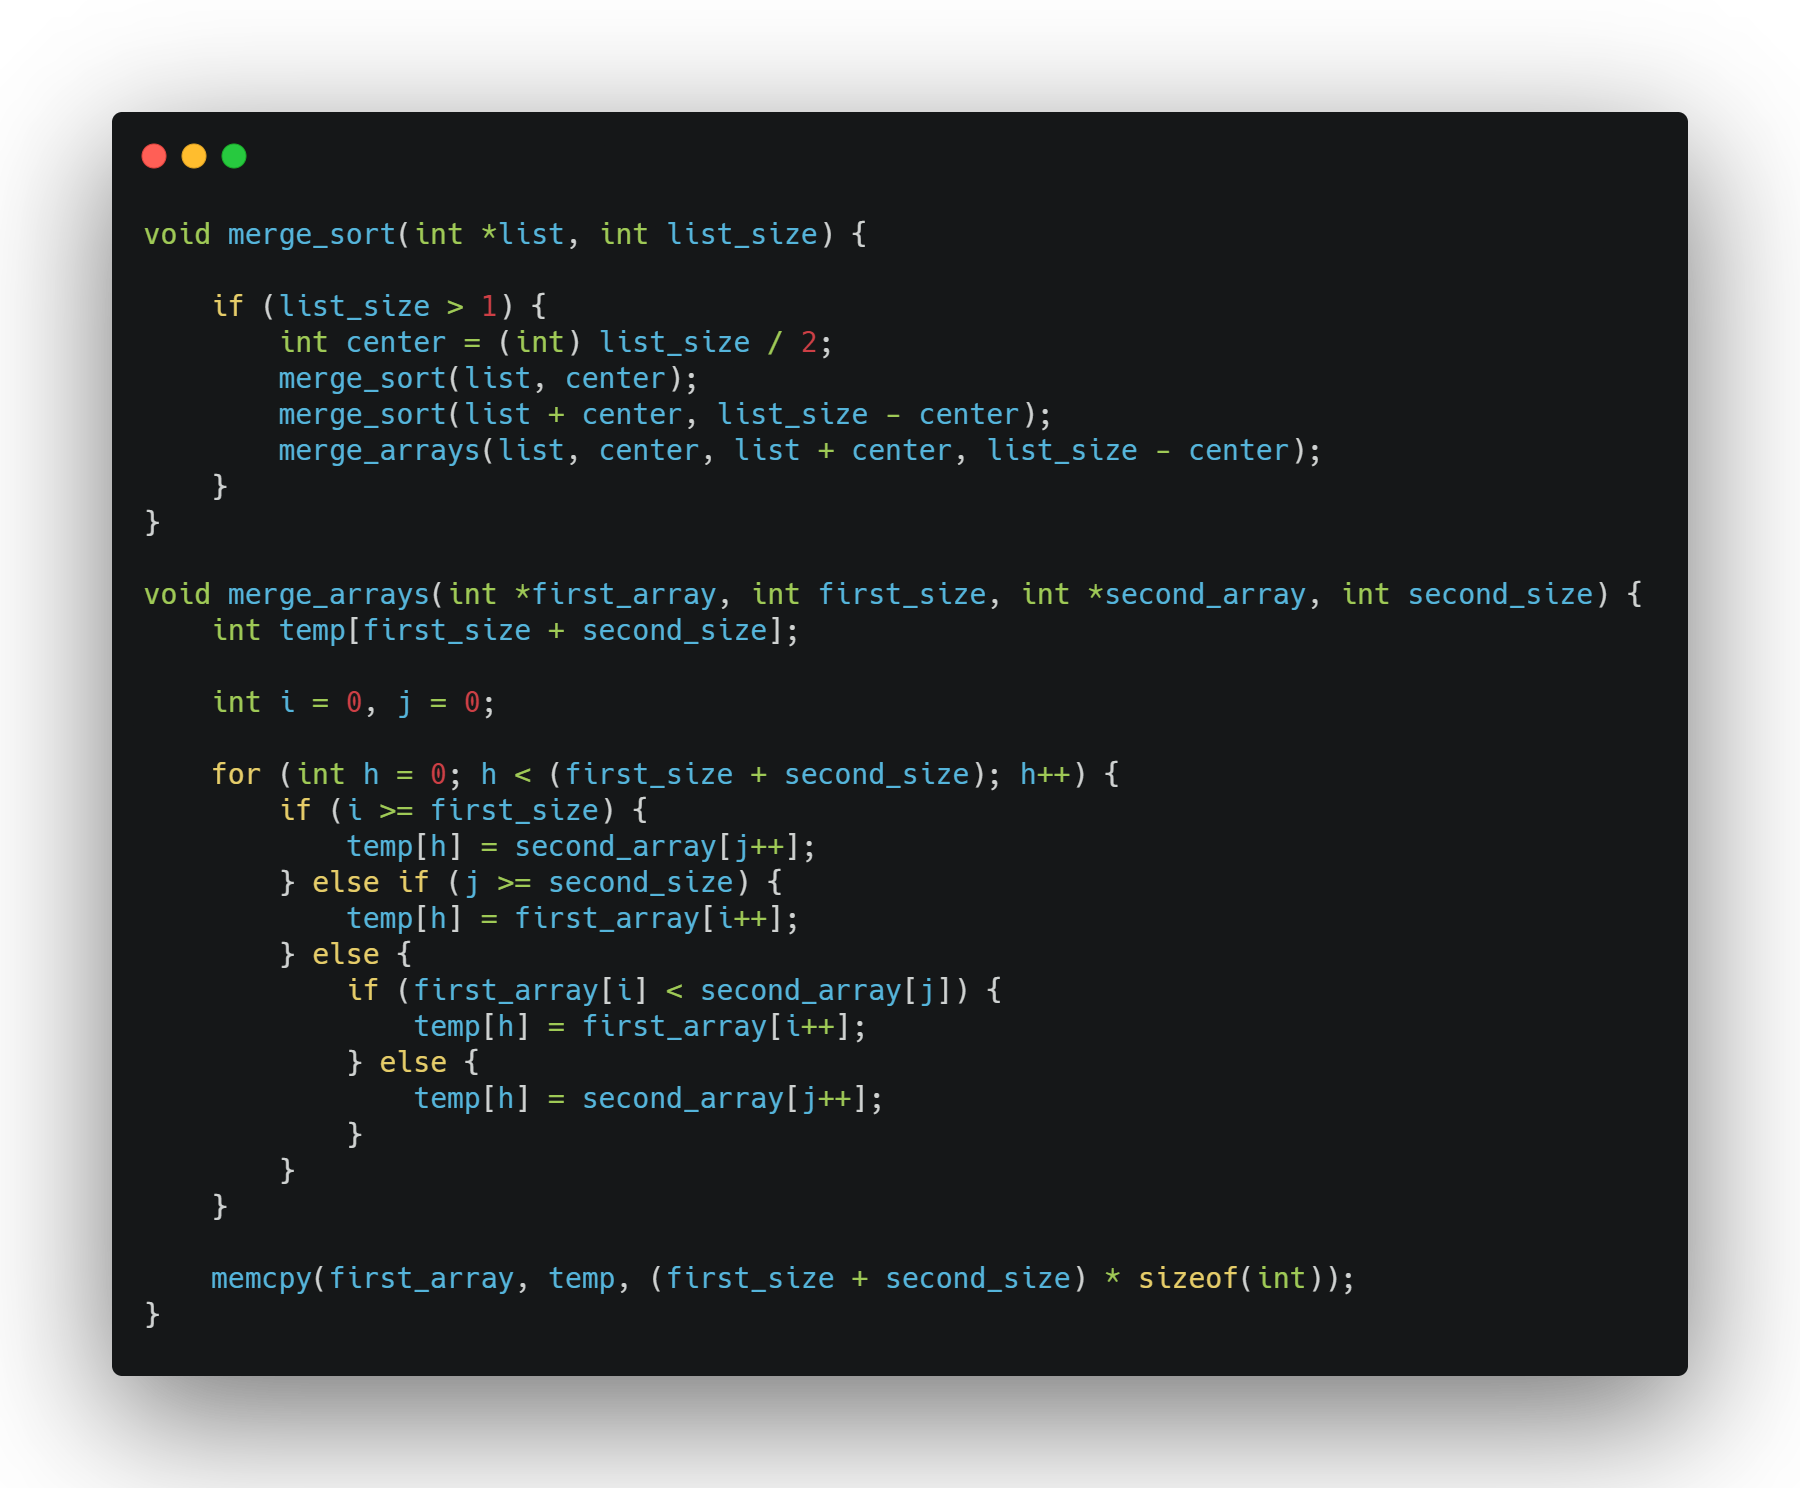 void merge_sort(int *list, int list_size) {
    if (list_size > 1) {
        int center = (int) list_size / 2;
        merge_sort(list, center);
        merge_sort(list + center, list_size - center);
        merge_arrays(list, center, list + center, list_size - center);
    }
}
void merge_arrays(int *first_array, int first_size, int *second_array, int second_size) {
    int temp[first_size + second_size];
    int i = 0, j = 0;
    for (int h = 0; h < (first_size + second_size); h++) {
        if (i >= first_size) {
            temp[h] = second_array[j++];
        } else if (j >= second_size) {
            temp[h] = first_array[i++];
        } else {
            if (first_array[i] < second_array[j]) {
                temp[h] = first_array[i++];
            } else {
                temp[h] = second_array[j++];
            }
        }
    }
    memcpy(first_array, temp, (first_size + second_size) * sizeof(int));
}